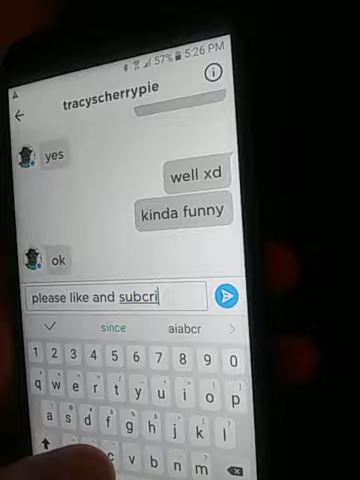 57% 5:26 PM
tracyscherrypie
yes
well xd
kinda funny
ok
please like and subcri
since aiabcr
1 2 3 4 5 6 7 8 9 0
q w e r t y u i o p
a s d f g h j k l
c v b n m